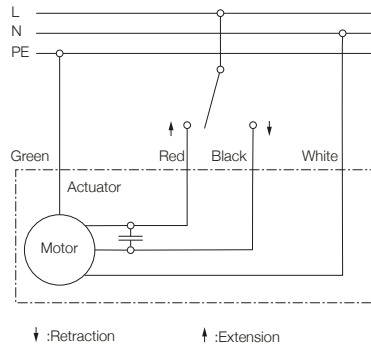 L
N
PE
Green Red Black White
Actuator
Motor
:Retraction :Extension